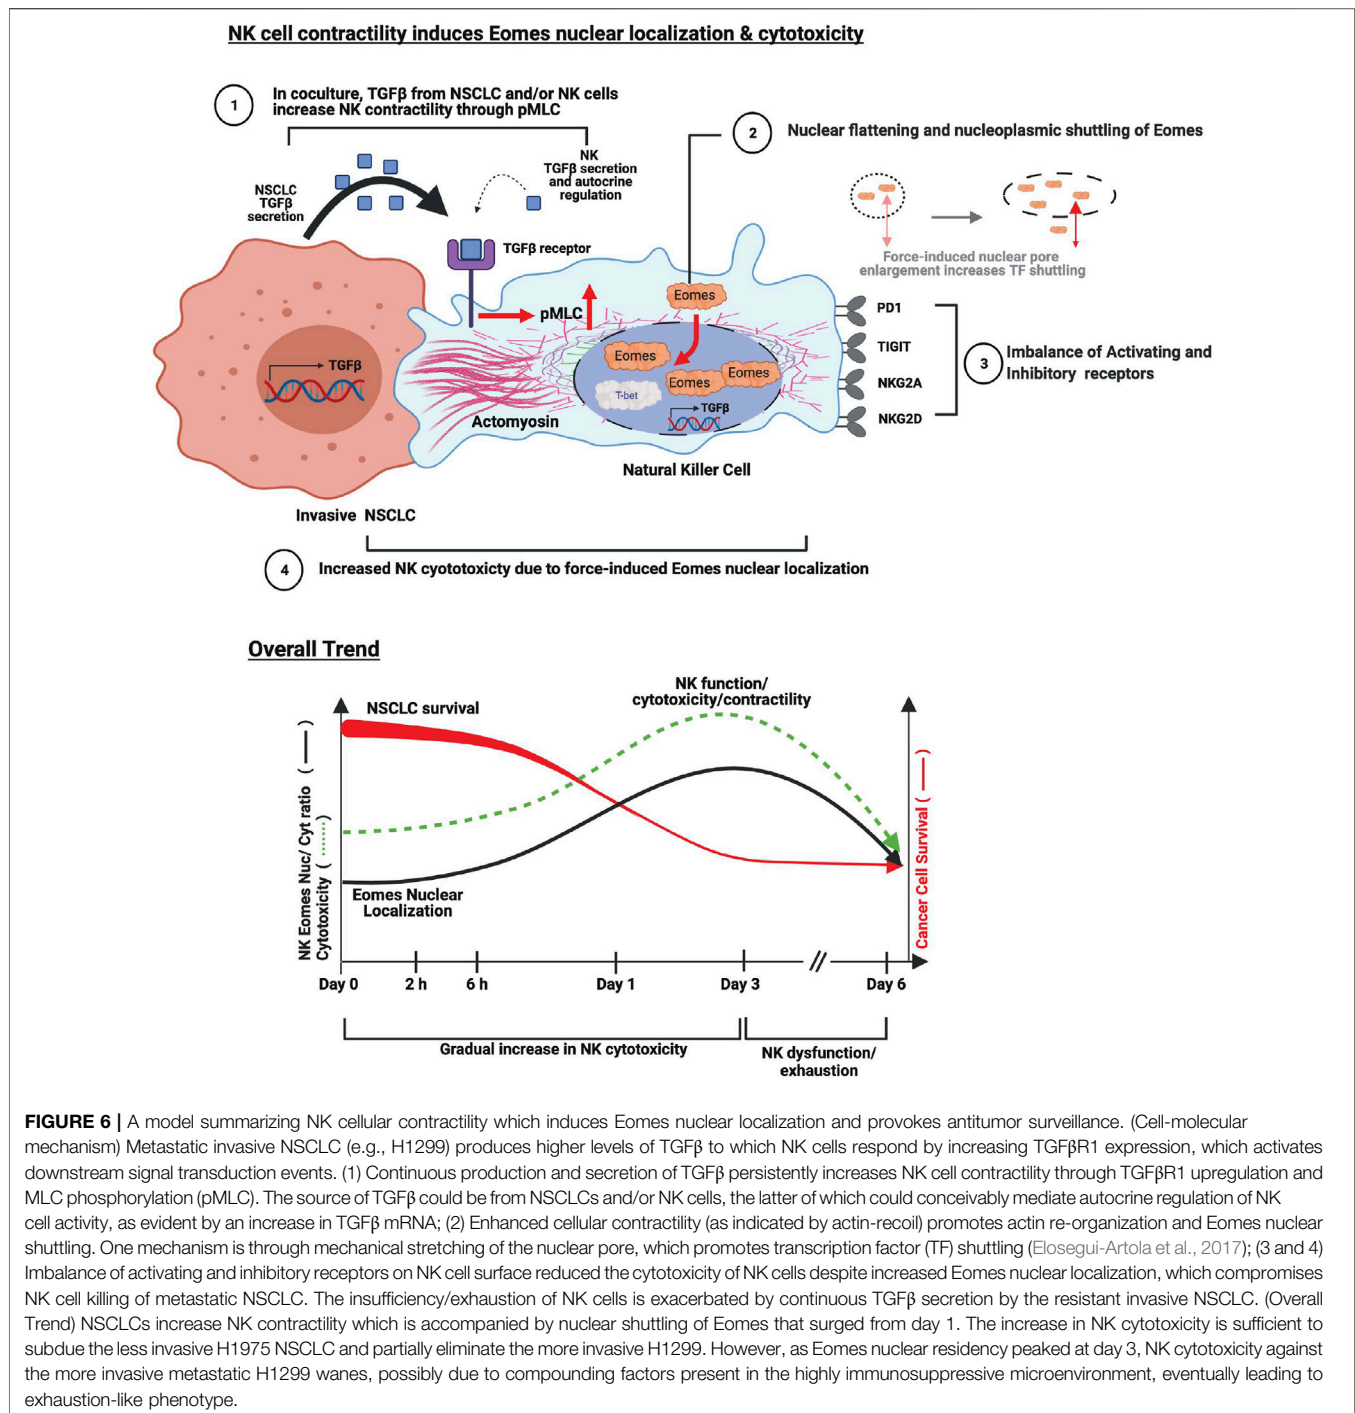 NK cell contractility induces Eomes nuclear localization & cytotoxicity
1
In coculture, TGFβ from NSCLC and/or NK cells
increase NK contractility through pMLC
2
Nuclear flattening and nucleoplasmic shuttling of Eomes
NSCLC
TGFβ
secretion
NK
TGFβ secretion
and autocrine
regulation
TGFβ receptor
Force-induced nuclear pore
enlargement increases TF shuttling
pMLC
Eomes
Eomes
Eomes
Eomes
T-bet
TGFβ
TGFβ
Actomyosin
Natural Killer Cell
PD1
TIGIT
NKG2A
NKG2D
3
Imbalance of Activating and
Inhibitory receptors
Invasive NSCLC
4
Increased NK cyototoxicty due to force-induced Eomes nuclear localization
Overall Trend
NK Eomes Nuc/ Cyt ratio ( — )
Cytotoxicity ( ...... )
NSCLC survival
NK function/
cytotoxicity/contractility
Eomes Nuclear
Localization
Cancer Cell Survival ( — )
Day 0
2 h
6 h
Day 1
Day 3
//
Day 6
Gradual increase in NK cytotoxicity
NK dysfunction/
exhaustion
FIGURE 6 | A model summarizing NK cellular contractility which induces Eomes nuclear localization and provokes antitumor surveillance. (Cell-molecular
mechanism) Metastatic invasive NSCLC (e.g., H1299) produces higher levels of TGFβ to which NK cells respond by increasing TGFβR1 expression, which activates
downstream signal transduction events. (1) Continuous production and secretion of TGFβ persistently increases NK cell contractility through TGFβR1 upregulation and
MLC phosphorylation (pMLC). The source of TGFβ could be from NSCLCs and/or NK cells, the latter of which could conceivably mediate autocrine regulation of NK
cell activity, as evident by an increase in TGFβ mRNA; (2) Enhanced cellular contractility (as indicated by actin-recoil) promotes actin re-organization and Eomes nuclear
shuttling. One mechanism is through mechanical stretching of the nuclear pore, which promotes transcription factor (TF) shuttling (Elosegui-Artola et al., 2017); (3 and 4)
Imbalance of activating and inhibitory receptors on NK cell surface reduced the cytotoxicity of NK cells despite increased Eomes nuclear localization, which compromises
NK cell killing of metastatic NSCLC. The insufficiency/exhaustion of NK cells is exacerbated by continuous TGFβ secretion by the resistant invasive NSCLC. (Overall
Trend) NSCLCs increase NK contractility which is accompanied by nuclear shuttling of Eomes that surged from day 1. The increase in NK cytotoxicity is sufficient to
subdue the less invasive H1975 NSCLC and partially eliminate the more invasive H1299. However, as Eomes nuclear residency peaked at day 3, NK cytotoxicity against
the more invasive metastatic H1299 wanes, possibly due to compounding factors present in the highly immunosuppressive microenvironment, eventually leading to
exhaustion-like phenotype.